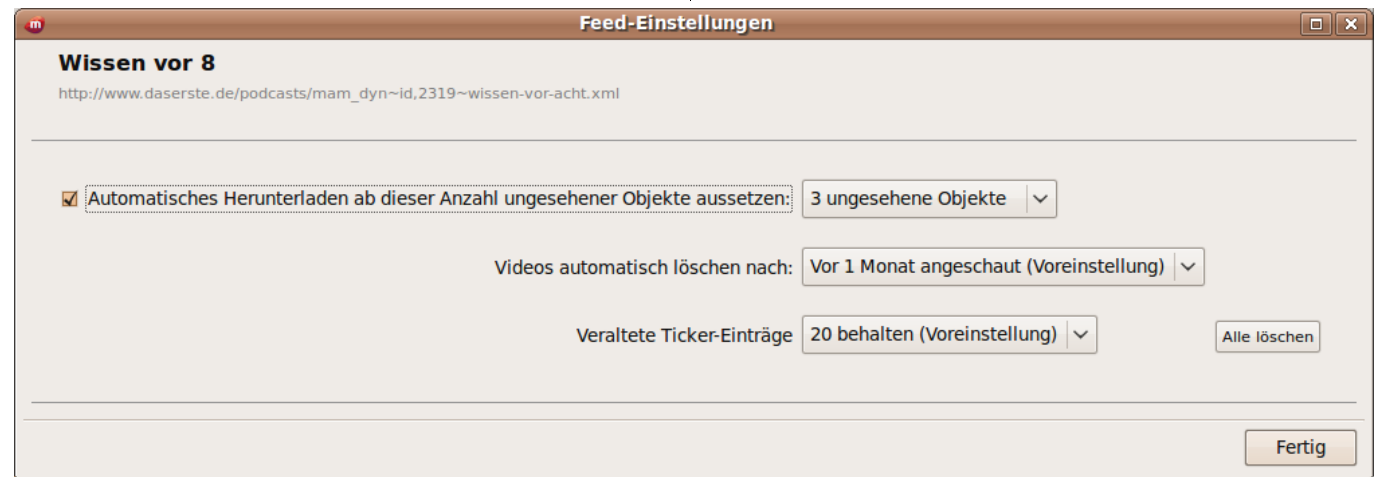 Feed-Einstellungen
Wissen vor 8
http://www.daserste.de/podcasts/mam_dyn~id,2319~wissen-vor-acht.xml
Automatisches Herunterladen ab dieser Anzahl ungesehener Objekte aussetzen: 3 ungesehene Objekte
Videos automatisch löschen nach: Vor 1 Monat angeschaut (Voreinstellung)
Veraltete Ticker-Einträge 20 behalten (Voreinstellung) Alle löschen
Fertig